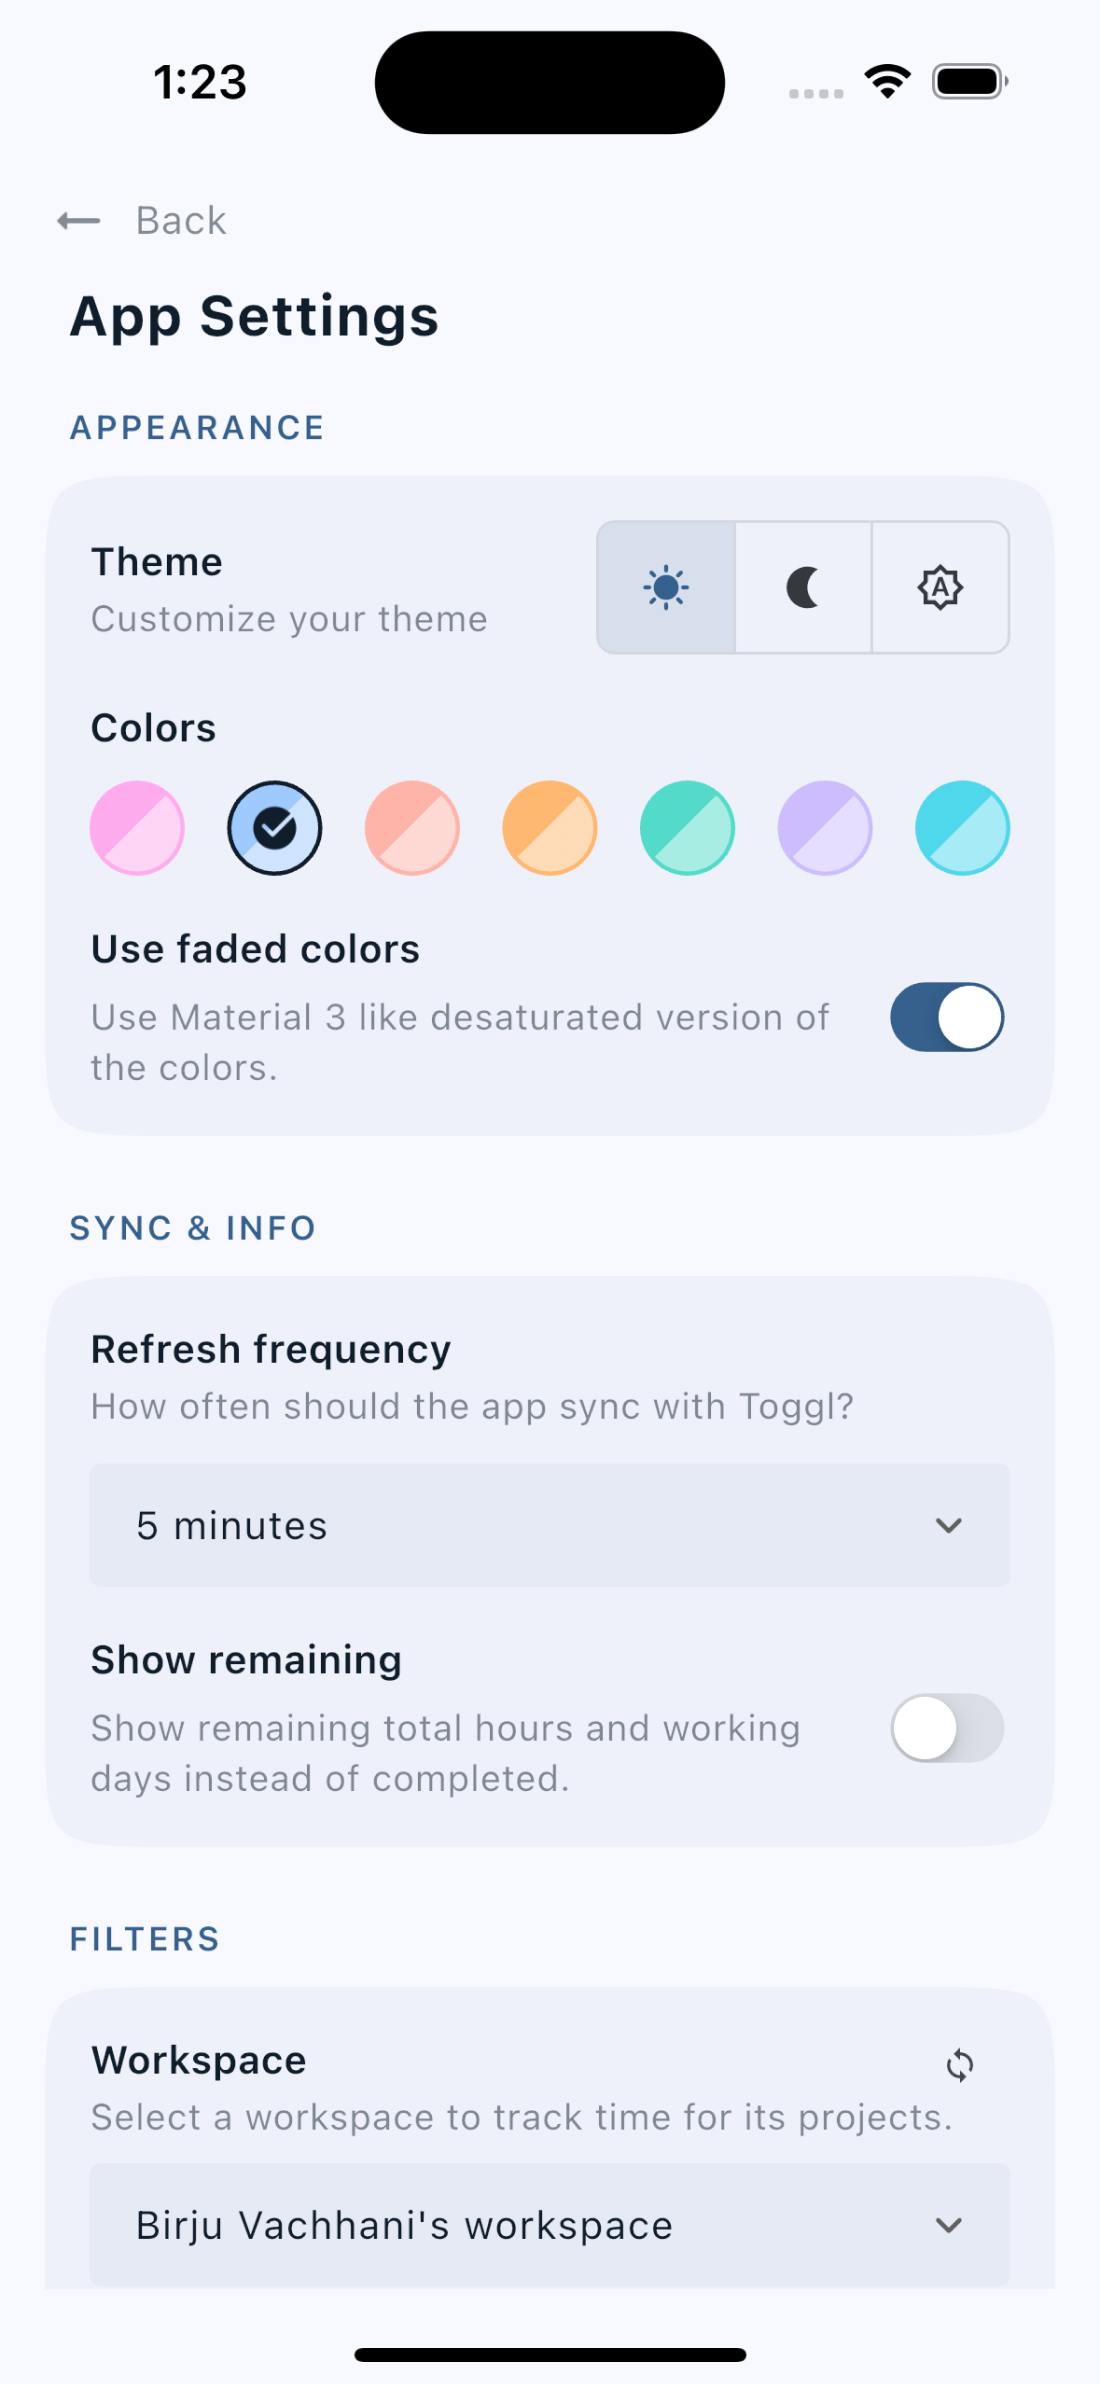 1:23
Back
App Settings
APPEARANCE
Theme
Customize your theme
A
Colors
Use faded colors
Use Material 3 like desaturated version of
the colors.
SYNC & INFO
Refresh frequency
How often should the app sync with Toggl?
5 minutes
Show remaining
Show remaining total hours and working
days instead of completed.
FILTERS
Workspace
Select a workspace to track time for its projects.
Birju Vachhani's workspace